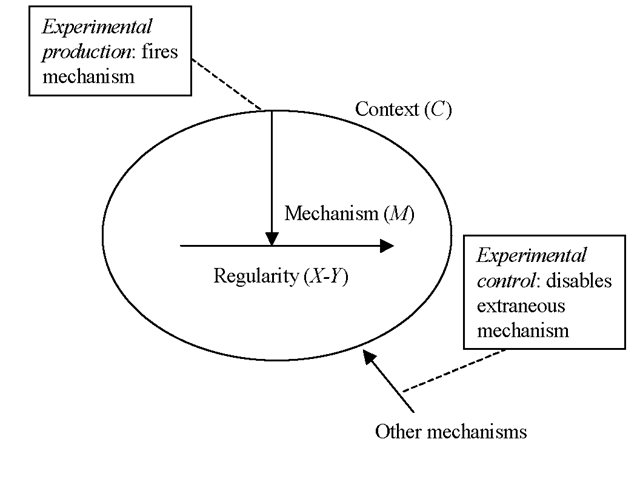 Experimental
production: fires
mechanism
Context (C)
Mechanism (M)
Regularity (X-Y)
Experimental
control: disables
extraneous
mechanism
Other mechanisms